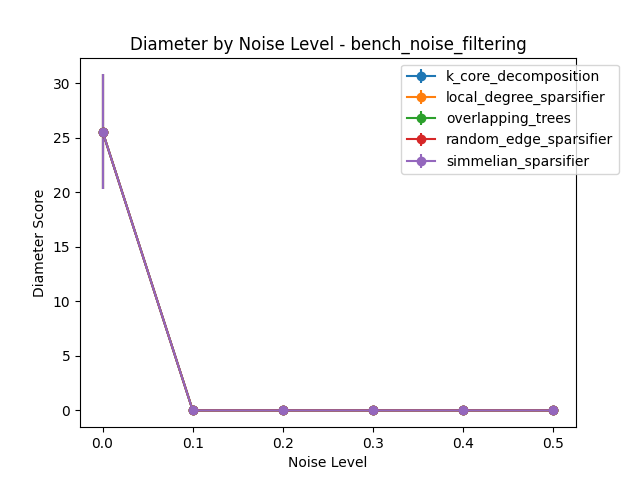 Diameter by Noise Level - bench_noise_filtering
k_core_decomposition
local_degree_sparsifier
overlapping_trees
random_edge_sparsifier
simmelian_sparsifier
Diameter Score
30
25
20
15
10
5
0
0.0 0.1 0.2 0.3 0.4 0.5
Noise Level